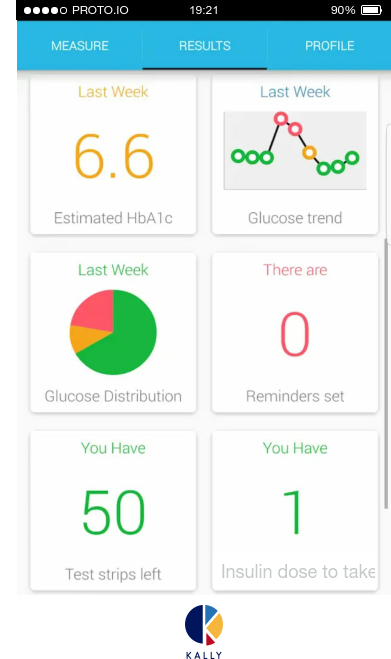 PROTO.IO 19:21 90%
MEASURE RESULTS PROFILE
Last Week
6.6
Estimated HbA1c
Last Week
Glucose trend
Last Week
Glucose Distribution
There are
0
Reminders set
You Have
50
Test strips left
You Have
1
Insulin dose to take
KALLY